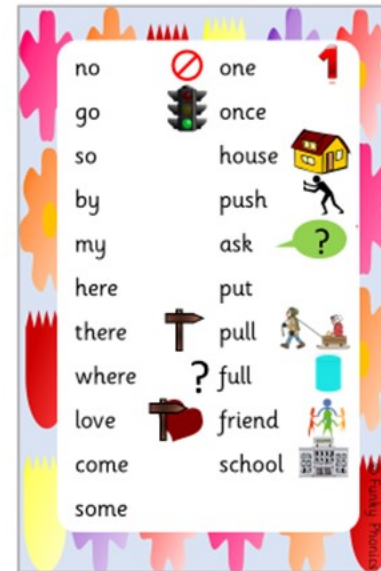 no
go
so
by
my
here
there
where
love
come
some
one
once
house
push
ask
put
pull
full
friend
school
1
?
?
© Funky Phonics